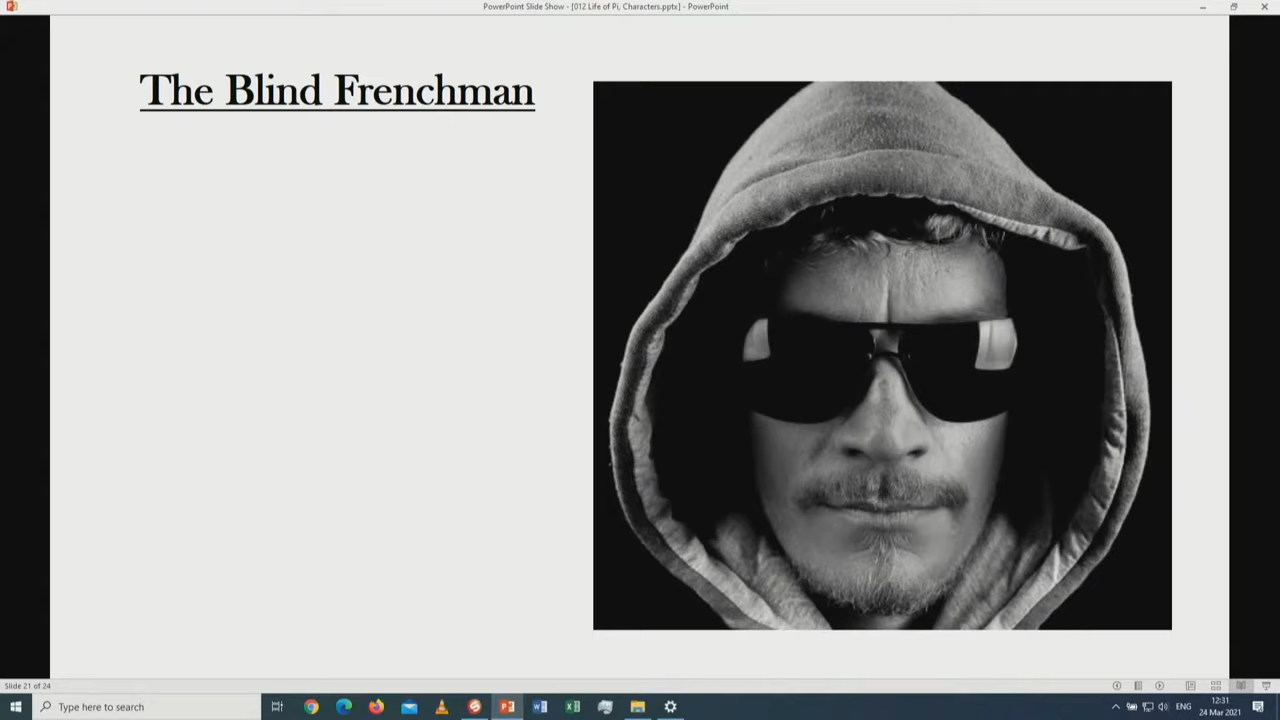 PowerPoint Slide Show - [012 Life of Pi, Characters.pptx] - PowerPoint
The Blind Frenchman
Slide 21 of 24
Type here to search
ENG
12:31
24 Mar 2021